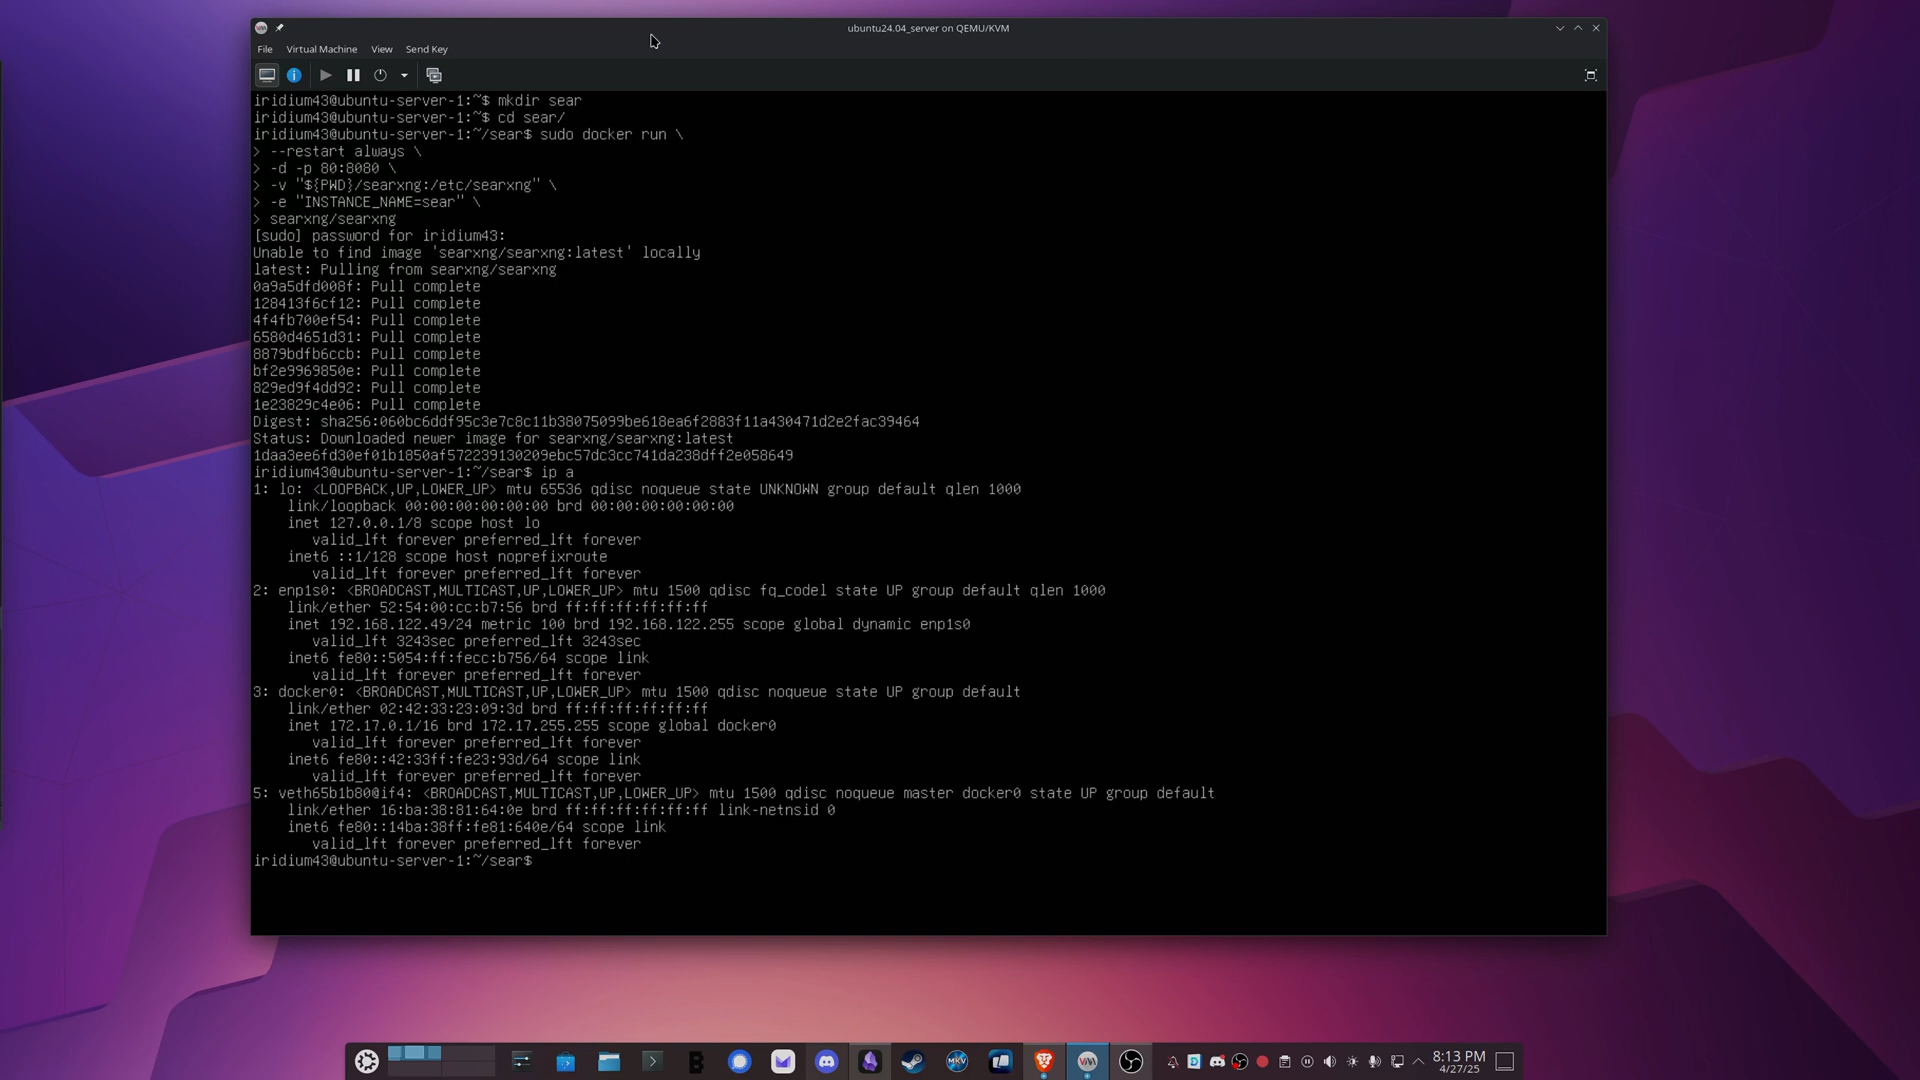 ubuntu24.04_server on QEMU/KVM
File Virtual Machine View Send Key
iridium43@ubuntu-server-1:~$ mkdir sear
iridium43@ubuntu-server-1:~$ cd sear/
iridium43@ubuntu-server-1:~/sear$ sudo docker run \
> --restart always \
> -d -p 80:8080 \
> -v "${PWD}/searxng:/etc/searxng" \
> -e "INSTANCE_NAME=sear" \
> searxng/searxng
[sudo] password for iridium43:
Unable to find image 'searxng/searxng:latest' locally
latest: Pulling from searxng/searxng
0a9a5dfd008f: Pull complete
128413f6cf12: Pull complete
4f4fb700ef54: Pull complete
6580d4651d31: Pull complete
8879bdfb6ccb: Pull complete
bf2e9969850e: Pull complete
829ed9f4dd92: Pull complete
1e23829c4e06: Pull complete
Digest: sha256:060bc6ddf95c3e7c8c11b38075099be618ea6f2883f11a430471d2e2fac39464
Status: Downloaded newer image for searxng/searxng:latest
1daa3ee6fd30ef01b1850af572239130209ebc57dc3cc741da238dff2e058649
iridium43@ubuntu-server-1:~/sear$ ip a
1: lo: <LOOPBACK,UP,LOWER_UP> mtu 65536 qdisc noqueue state UNKNOWN group default qlen 1000
link/loopback 00:00:00:00:00:00 brd 00:00:00:00:00:00
inet 127.0.0.1/8 scope host lo
valid_lft forever preferred_lft forever
inet6 ::1/128 scope host noprefixroute
valid_lft forever preferred_lft forever
2: enp1s0: <BROADCAST,MULTICAST,UP,LOWER_UP> mtu 1500 qdisc fq_codel state UP group default qlen 1000
link/ether 52:54:00:cc:b7:56 brd ff:ff:ff:ff:ff:ff
inet 192.168.122.49/24 metric 100 brd 192.168.122.255 scope global dynamic enp1s0
valid_lft 3243sec preferred_lft 3243sec
inet6 fe80::5054:ff:fecc:b756/64 scope link
valid_lft forever preferred_lft forever
3: docker0: <BROADCAST,MULTICAST,UP,LOWER_UP> mtu 1500 qdisc noqueue state UP group default
link/ether 02:42:33:23:09:3d brd ff:ff:ff:ff:ff:ff
inet 172.17.0.1/16 brd 172.17.255.255 scope global docker0
valid_lft forever preferred_lft forever
inet6 fe80::42:33ff:fe23:93d/64 scope link
valid_lft forever preferred_lft forever
5: veth65b1b80@if4: <BROADCAST,MULTICAST,UP,LOWER_UP> mtu 1500 qdisc noqueue master docker0 state UP group default
link/ether 16:ba:38:81:64:0e brd ff:ff:ff:ff:ff:ff link-netnsid 0
inet6 fe80::14ba:38ff:fe81:640e/64 scope link
valid_lft forever preferred_lft forever
iridium43@ubuntu-server-1:~/sear$
MKV
8:13 PM
4/27/25